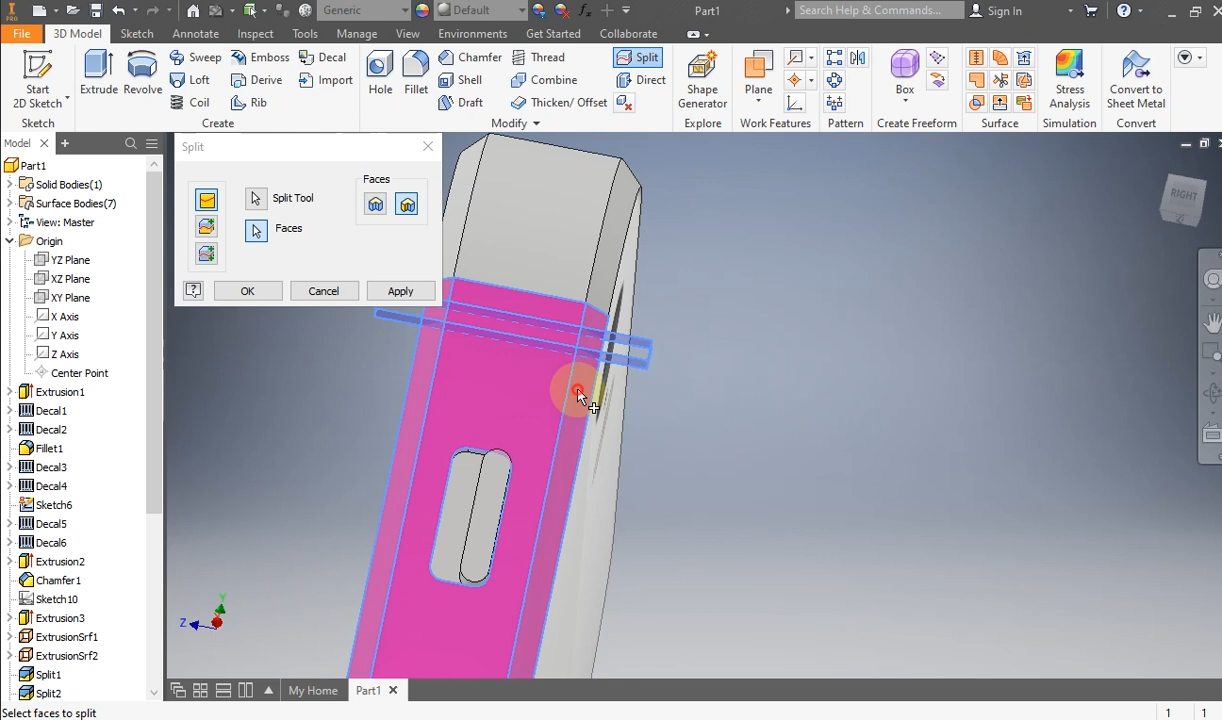 PRO
Generic
Default
Part1
Search Help & Commands...
Sign In
File
3D Model
Sketch
Annotate
Inspect
Tools
Manage
View
Environments
Get Started
Collaborate
Start
2D Sketch
Extrude
Revolve
Sweep
Loft
Coil
Emboss
Derive
Rib
Decal
Import
Hole
Fillet
Chamfer
Shell
Draft
Thread
Combine
Thicken/ Offset
Split
Direct
Shape
Generator
Plane
Box
Stress
Analysis
Convert to
Sheet Metal
Sketch
Create
Modify
Explore
Work Features
Pattern
Create Freeform
Surface
Simulation
Convert
Model
Part1
Solid Bodies(1)
Surface Bodies(7)
View: Master
Origin
YZ Plane
XZ Plane
XY Plane
X Axis
Y Axis
Z Axis
Center Point
Extrusion1
Decal1
Decal2
Fillet1
Decal3
Decal4
Sketch6
Decal5
Decal6
Extrusion2
Chamfer1
Sketch10
Extrusion3
ExtrusionSrf1
ExtrusionSrf2
Split1
Split2
Split
Split Tool
Faces
Faces
OK
Cancel
Apply
RIGHT
Y
Z
My Home
Part1
Select faces to split
1
1